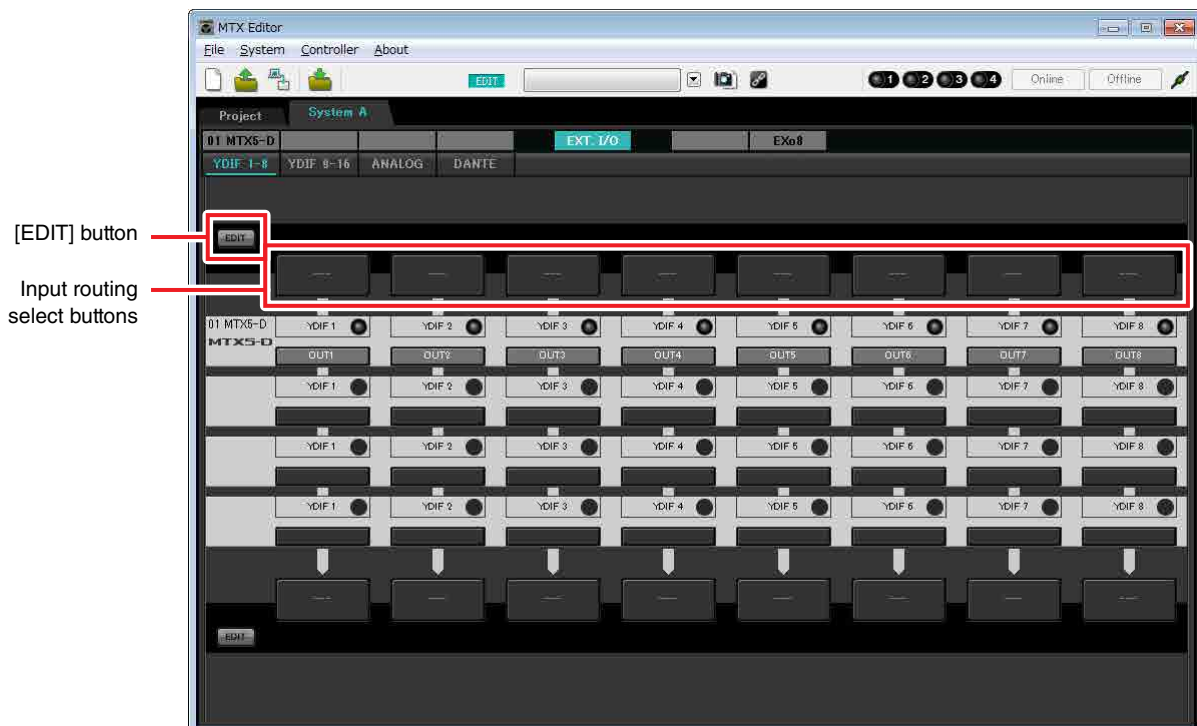 MTX Editor
File System Controller About
EDIT 1 2 3 4 Online Offline
Project System A
01 MTX5-D EXT. I/O EXo8
YDIF 1-8 YDIF 9-16 ANALOG DANTE
[EDIT] button
EDIT
Input routing
select buttons
--- --- --- --- --- --- --- ---
01 MTX5-D YDIF 1 YDIF 2 YDIF 3 YDIF 4 YDIF 5 YDIF 6 YDIF 7 YDIF 8
MTX5-D
OUT1 OUT2 OUT3 OUT4 OUT5 OUT6 OUT7 OUT8
YDIF 1 YDIF 2 YDIF 3 YDIF 4 YDIF 5 YDIF 6 YDIF 7 YDIF 8
YDIF 1 YDIF 2 YDIF 3 YDIF 4 YDIF 5 YDIF 6 YDIF 7 YDIF 8
YDIF 1 YDIF 2 YDIF 3 YDIF 4 YDIF 5 YDIF 6 YDIF 7 YDIF 8
--- --- --- --- --- --- --- ---
EDIT